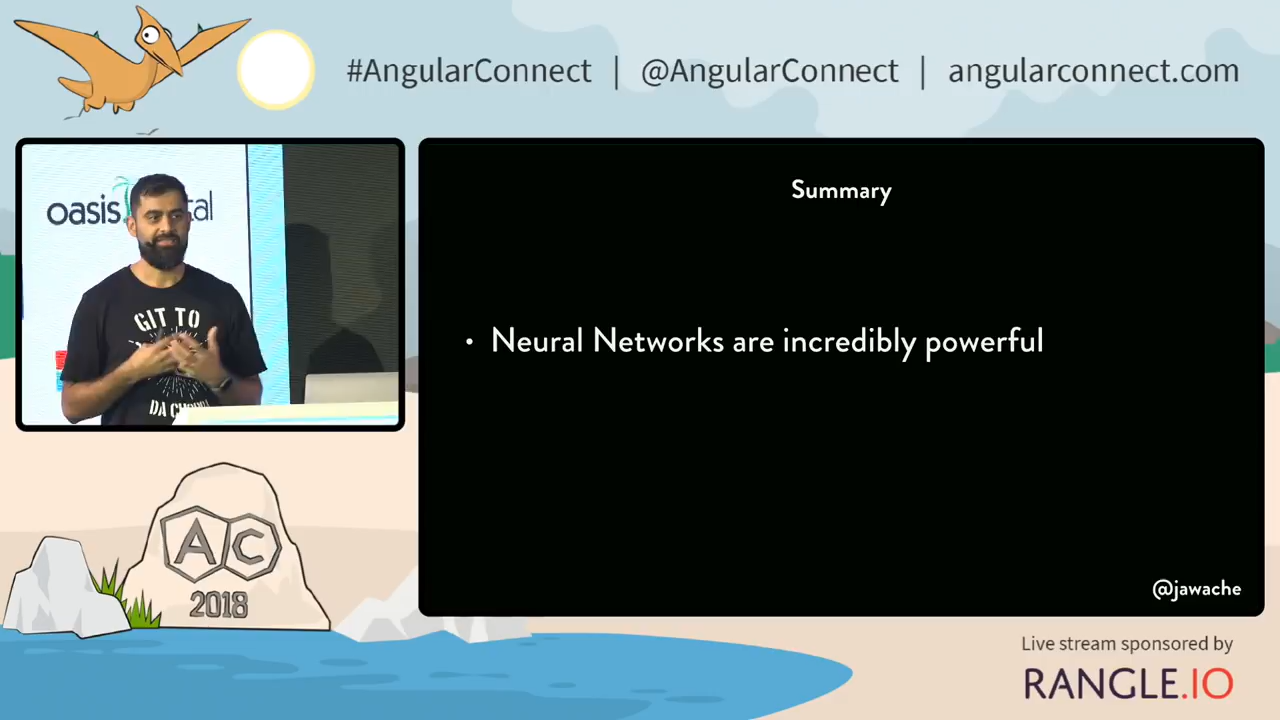 #AngularConnect | @AngularConnect | angularconnect.com
oasis
GIT TO
DA
Summary
• Neural Networks are incredibly powerful
@jawache
AC
2018
Live stream sponsored by
RANGLE.IO